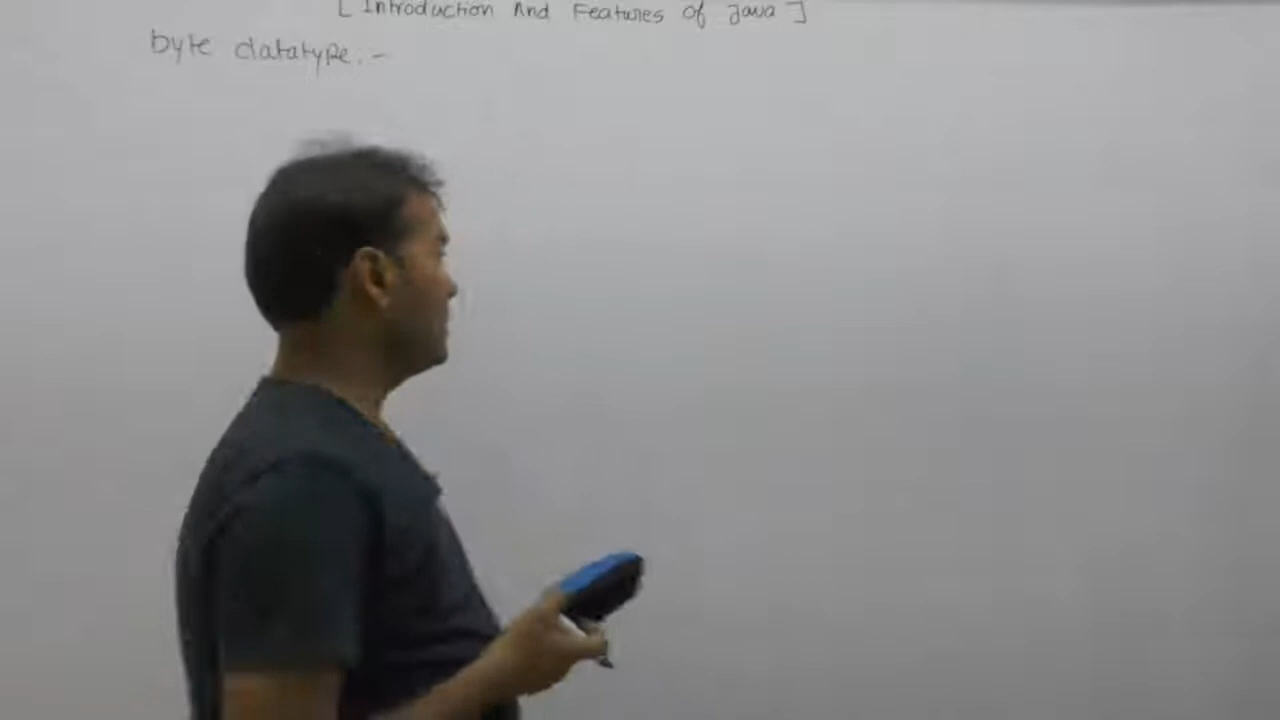 [ Introduction And Features of Java ]
byte datatype. -